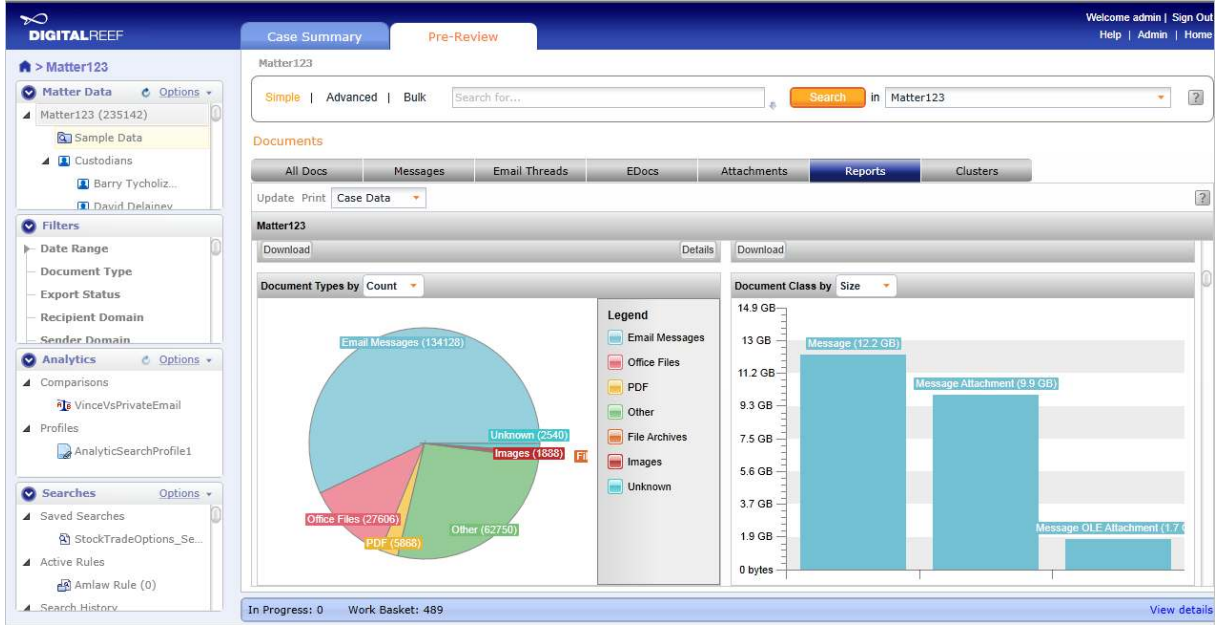 DIGITALREEF
Case Summary
Pre-Review
Welcome admin | Sign Out
Help | Admin | Home
> Matter123
Matter Data
Options
Matter123 (235142)
Sample Data
Custodians
Barry Tycholiz...
David Delainey
Filters
Date Range
Document Type
Export Status
Recipient Domain
Sender Domain
Analytics
Options
Comparisons
VinceVsPrivateEmail
Profiles
AnalyticSearchProfile1
Searches
Options
Saved Searches
StockTradeOptions_Se...
Active Rules
Amlaw Rule (0)
Search History
Matter123
Simple | Advanced | Bulk
Search for...
Search
in
Matter123
?
Documents
All Docs
Messages
Email Threads
EDocs
Attachments
Reports
Clusters
Update Print
Case Data
?
Matter123
Download
Details
Download
Document Types by
Count
Email Messages (134128)
Unknown (2540)
Images (1888)
Fil
Office Files (27606)
Other (62750)
PDF (5868)
Legend
Email Messages
Office Files
PDF
Other
File Archives
Images
Unknown
Document Class by
Size
14.9 GB
13 GB
11.2 GB
9.3 GB
7.5 GB
5.6 GB
3.7 GB
1.9 GB
0 bytes
Message (12.2 GB)
Message Attachment (9.9 GB)
Message OLE Attachment (1.7
In Progress: 0
Work Basket: 489
View details